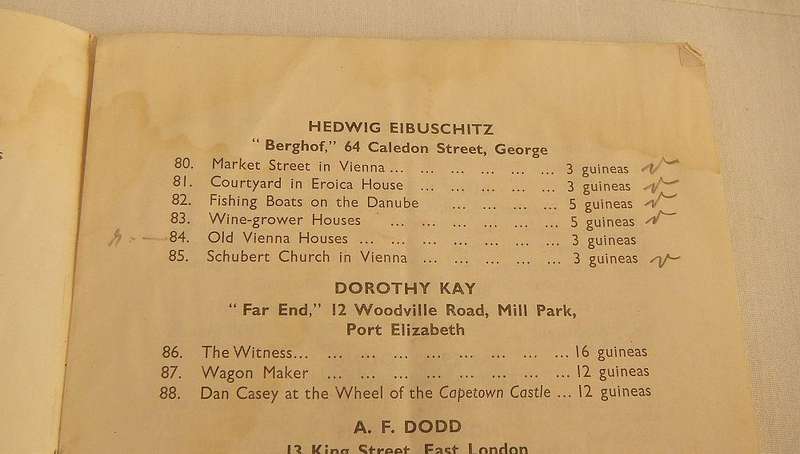 HEDWIG EIBUSCHITZ
"Berghof," 64 Caledon Street, George
80. Market Street in Vienna ... ... ... ... ... ... 3 guineas
81. Courtyard in Eroica House ... ... ... ... ... 3 guineas
82. Fishing Boats on the Danube ... ... ... ... 5 guineas
83. Wine-grower Houses ... ... ... ... ... ... 5 guineas
84. Old Vienna Houses ... ... ... ... ... ... ... 3 guineas
85. Schubert Church in Vienna ... ... ... ... ... 3 guineas
DOROTHY KAY
"Far End," 12 Woodville Road, Mill Park,
Port Elizabeth
86. The Witness... ... ... ... ... ... ... ... ... 16 guineas
87. Wagon Maker ... ... ... ... ... ... ... ... 12 guineas
88. Dan Casey at the Wheel of the Capetown Castle ... 12 guineas
A. F. DODD
13 King Street, East London